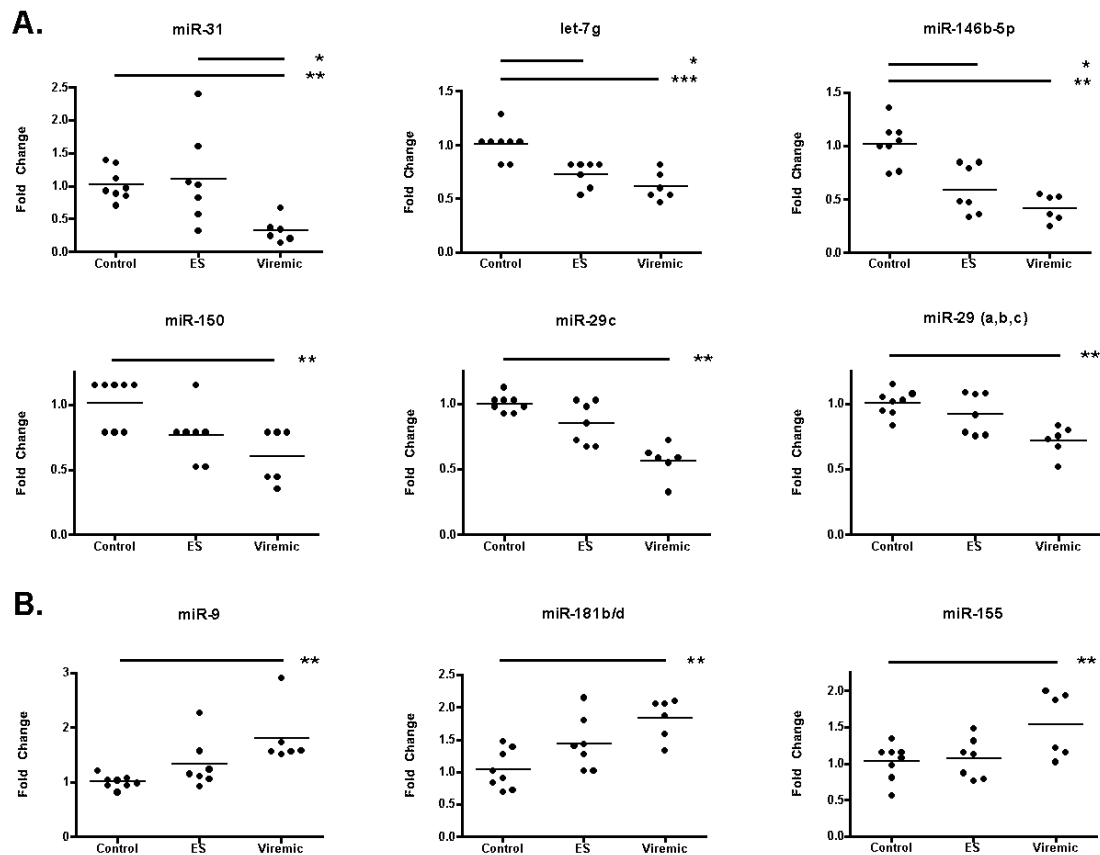 A.
miR-31
*
**
2.5
2.0
1.5
1.0
0.5
0.0
Fold Change
Control ES Viremic
let-7g
*
***
1.5
1.0
0.5
0.0
Fold Change
Control ES Viremic
miR-146b-5p
*
**
1.5
1.0
0.5
0.0
Fold Change
Control ES Viremic
miR-150
**
1.0
0.5
0.0
Fold Change
Control ES Viremic
miR-29c
**
1.0
0.5
0.0
Fold Change
Control ES Viremic
miR-29 (a,b,c)
**
1.0
0.5
0.0
Fold Change
Control ES Viremic
B.
miR-9
**
3
2
1
0
Fold Change
Control ES Viremic
miR-181b/d
**
2.5
2.0
1.5
1.0
0.5
0.0
Fold Change
Control ES Viremic
miR-155
**
2.0
1.5
1.0
0.5
0.0
Fold Change
Control ES Viremic